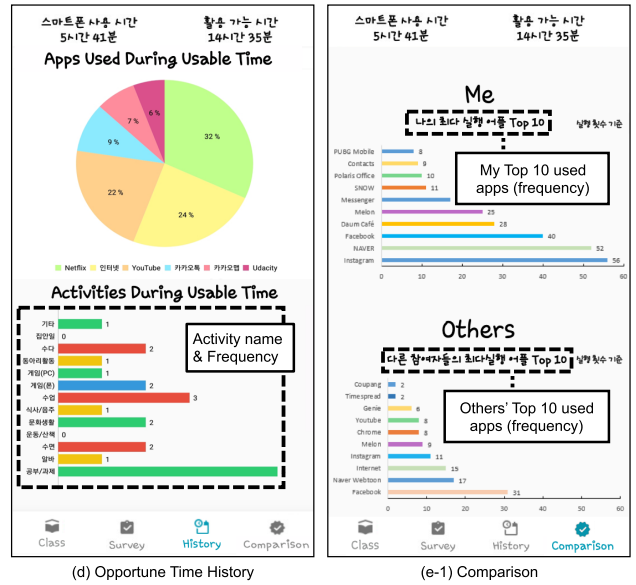 스마트폰 사용 시간
5시간 41분
활용 가능 시간
14시간 35분
Apps Used During Usable Time
6 %
7 %
9 %
32 %
22 %
24 %
Netflix 인터넷 YouTube 카카오톡 카카오맵 Udacity
Activities During Usable Time
Activity name
& Frequency
기타 1
집안일 0
수다 2
동아리활동 1
게임(PC) 1
게임(폰) 2
수업 3
식사/음주 1
문화생활 2
운동/산책 0
수면 2
알바 1
공부/과제
Class Survey History Comparison
(d) Opportune Time History
스마트폰 사용 시간
5시간 41분
활용 가능 시간
14시간 35분
Me
나의 최다 실행 어플 Top 10
실행 횟수 기준
My Top 10 used
apps (frequency)
PUBG Mobile 8
Contacts 9
Polaris Office 10
SNOW 11
Messenger
Melon 25
Daum Café 28
Facebook 40
NAVER 52
Instagram 56
0 10 20 30 40 50 60
Others
다른 참여자들의 최다실행 어플 Top 10
실행 횟수 기준
Others' Top 10 used
apps (frequency)
Coupang 2
Timespread 2
Genie 6
Youtube 8
Chrome 8
Melon 9
Instagram 11
Internet 15
Naver Webtoon 17
Facebook 31
0 10 20 30 40 50 60
Class Survey History Comparison
(e-1) Comparison